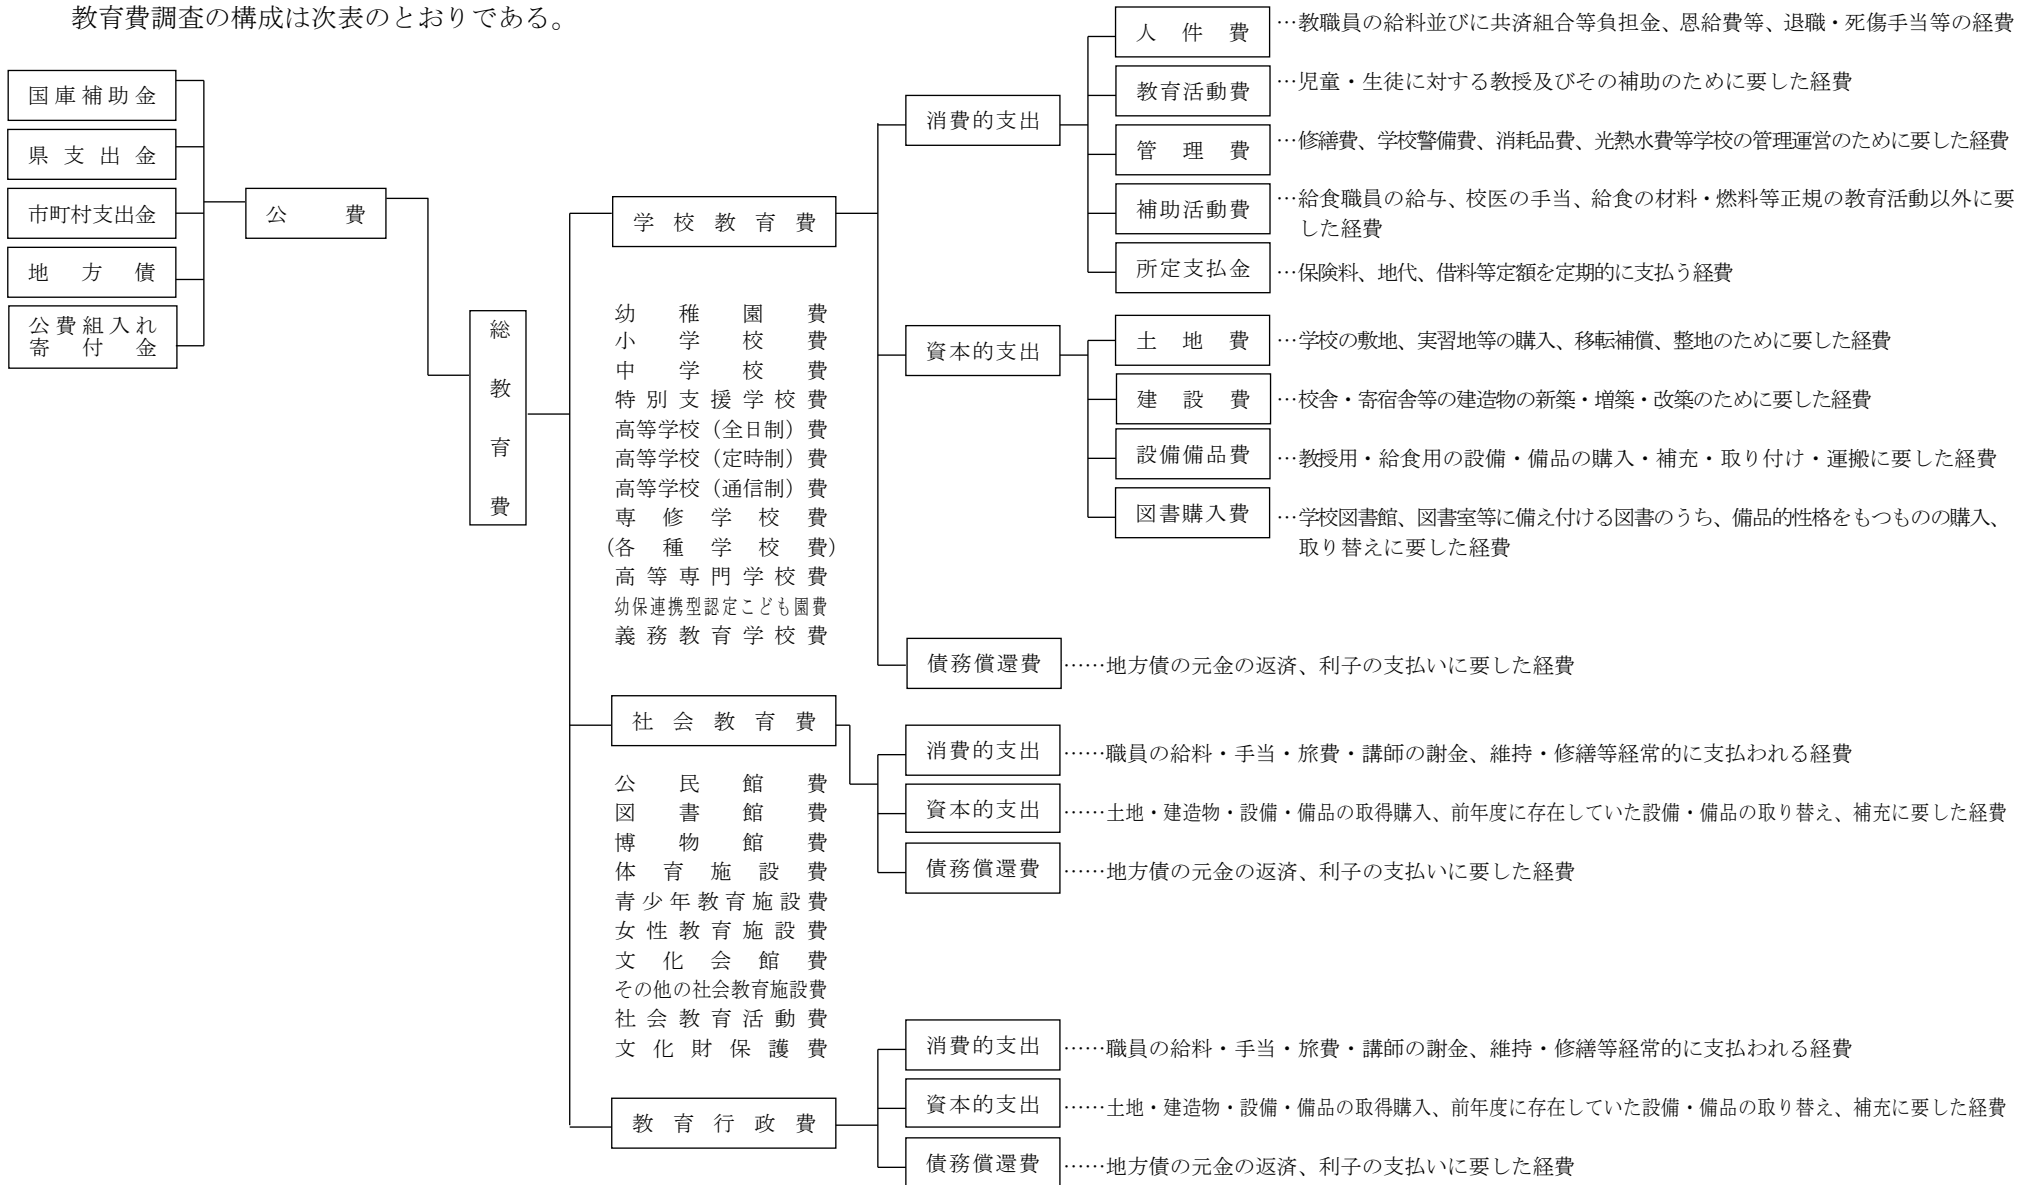 教育費調査の構成は次表のとおりである。
国庫補助金
県支出金
市町村支出金
地方債
公費組入れ
寄付金
公費
総教育費
学校教育費
幼稚園費
小学校費
中学校費
特別支援学校費
高等学校（全日制）費
高等学校（定時制）費
高等学校（通信制）費
専修学校費
（各種学校費）
高等専門学校費
幼保連携型認定こども園費
義務教育学校費
消費的支出
人件費…教職員の給料並びに共済組合等負担金、恩給費等、退職・死傷手当等の経費
教育活動費…児童・生徒に対する教授及びその補助のために要した経費
管理費…修繕費、学校警備費、消耗品費、光熱水費等学校の管理運営のために要した経費
補助活動費…給食職員の給与、校医の手当、給食の材料・燃料等正規の教育活動以外に要
した経費
所定支払金…保険料、地代、借料等定額を定期的に支払う経費
資本的支出
土地費…学校の敷地、実習地等の購入、移転補償、整地のために要した経費
建設費…校舎・寄宿舎等の建造物の新築・増築・改築のために要した経費
設備備品費…教授用・給食用の設備・備品の購入・補充・取り付け・運搬に要した経費
図書購入費…学校図書館、図書室等に備え付ける図書のうち、備品的性格をもつものの購入、
取り替えに要した経費
債務償還費……地方債の元金の返済、利子の支払いに要した経費
社会教育費
公民館費
図書館費
博物館費
体育施設費
青少年教育施設費
女性教育施設費
文化会館費
その他の社会教育施設費
社会教育活動費
文化財保護費
消費的支出……職員の給料・手当・旅費・講師の謝金、維持・修繕等経常的に支払われる経費
資本的支出……土地・建造物・設備・備品の取得購入、前年度に存在していた設備・備品の取り替え、補充に要した経費
債務償還費……地方債の元金の返済、利子の支払いに要した経費
教育行政費
消費的支出……職員の給料・手当・旅費・講師の謝金、維持・修繕等経常的に支払われる経費
資本的支出……土地・建造物・設備・備品の取得購入、前年度に存在していた設備・備品の取り替え、補充に要した経費
債務償還費……地方債の元金の返済、利子の支払いに要した経費